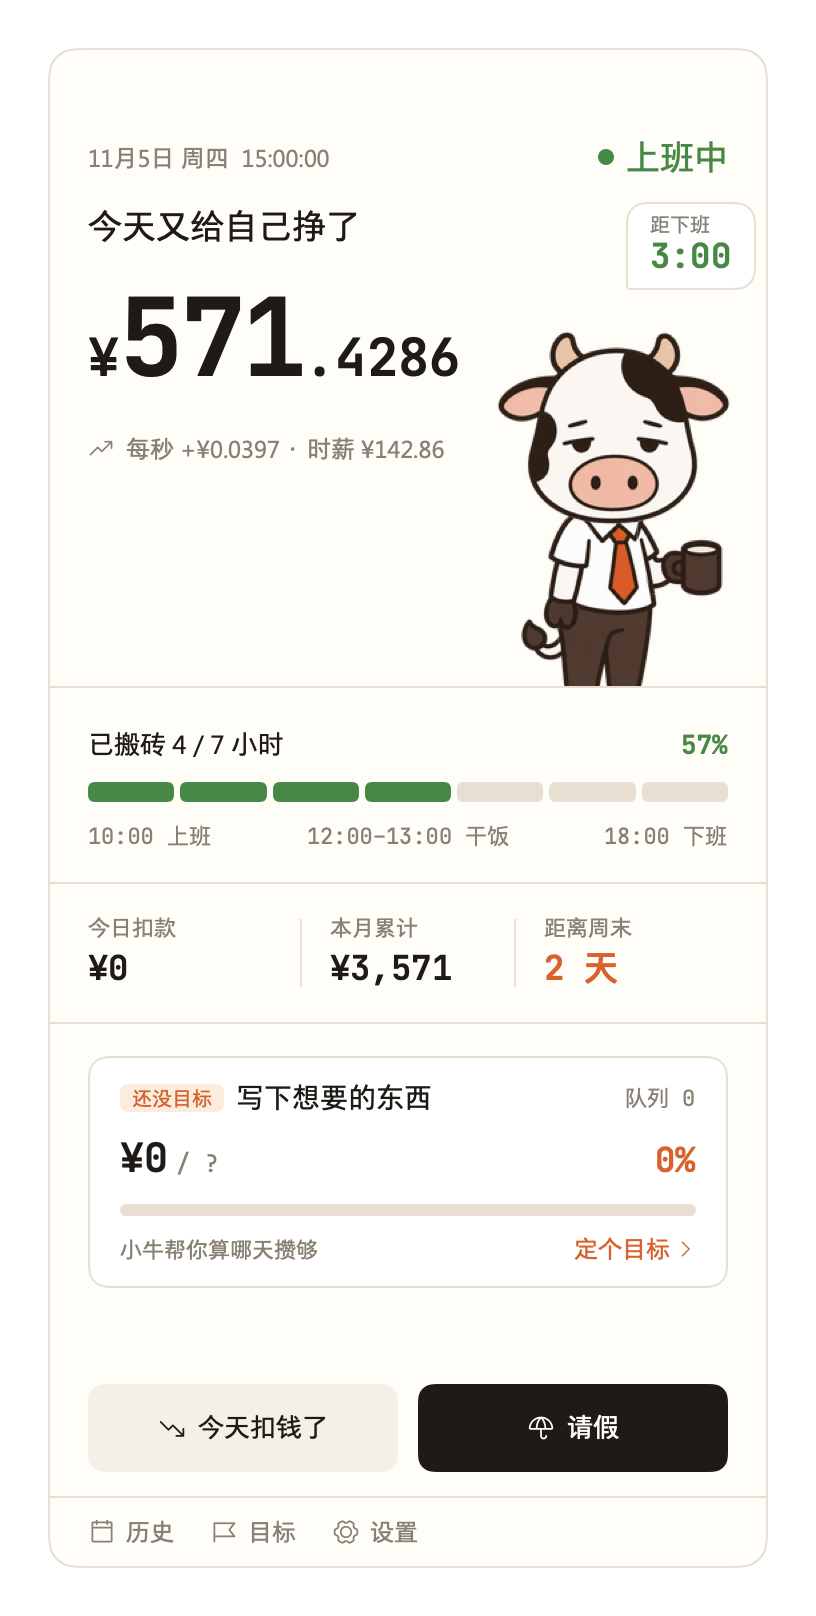 11月5日 周四 15:00:00
上班中
今天又给自己挣了
距下班
3:00
¥571.4286
每秒 +¥0.0397 · 时薪 ¥142.86
已搬砖 4 / 7 小时
57%
10:00 上班
12:00–13:00 干饭
18:00 下班
今日扣款
¥0
本月累计
¥3,571
距离周末
2 天
还没目标 写下想要的东西
队列 0
¥0 / ?
0%
小牛帮你算哪天攒够
定个目标
今天扣钱了
请假
历史
目标
设置